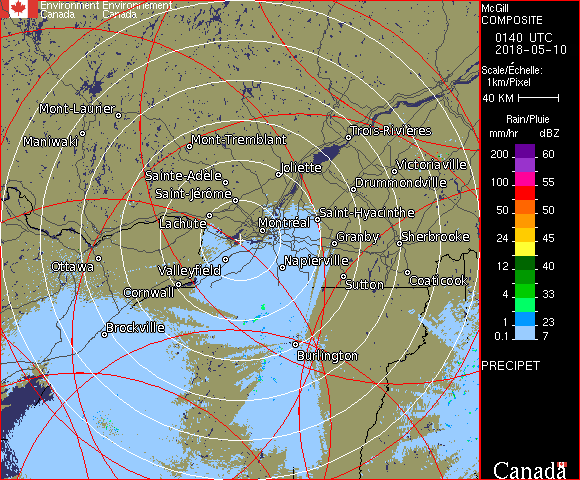 Environment Environnement
Canada Canada
McGill
COMPOSITE
0140 UTC
2018-05-10
Scale/Échelle:
1km/Pixel
40 KM
Rain/Pluie
mm/hr dBZ
200 60
100 55
50 50
24 45
12 40
4 33
1 23
0.1 7
PRECIPET
Canada
Mont-Laurier
Maniwaki
Mont-Tremblant
Trois-Rivières
Joliette
Victoriaville
Sainte-Adèle
Drummondville
Saint-Jérôme
Saint-Hyacinthe
Lachute
Montréal
Granby
Sherbrooke
Ottawa
Valleyfield
Napierville
Cornwall
Sutton
Coaticook
Brockville
Burlington